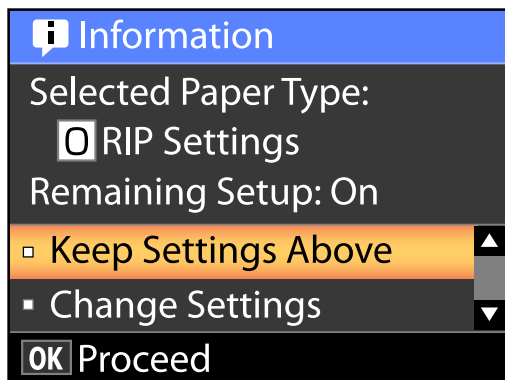 Information
Selected Paper Type:
0 RIP Settings
Remaining Setup: On
Keep Settings Above
Change Settings
OK Proceed